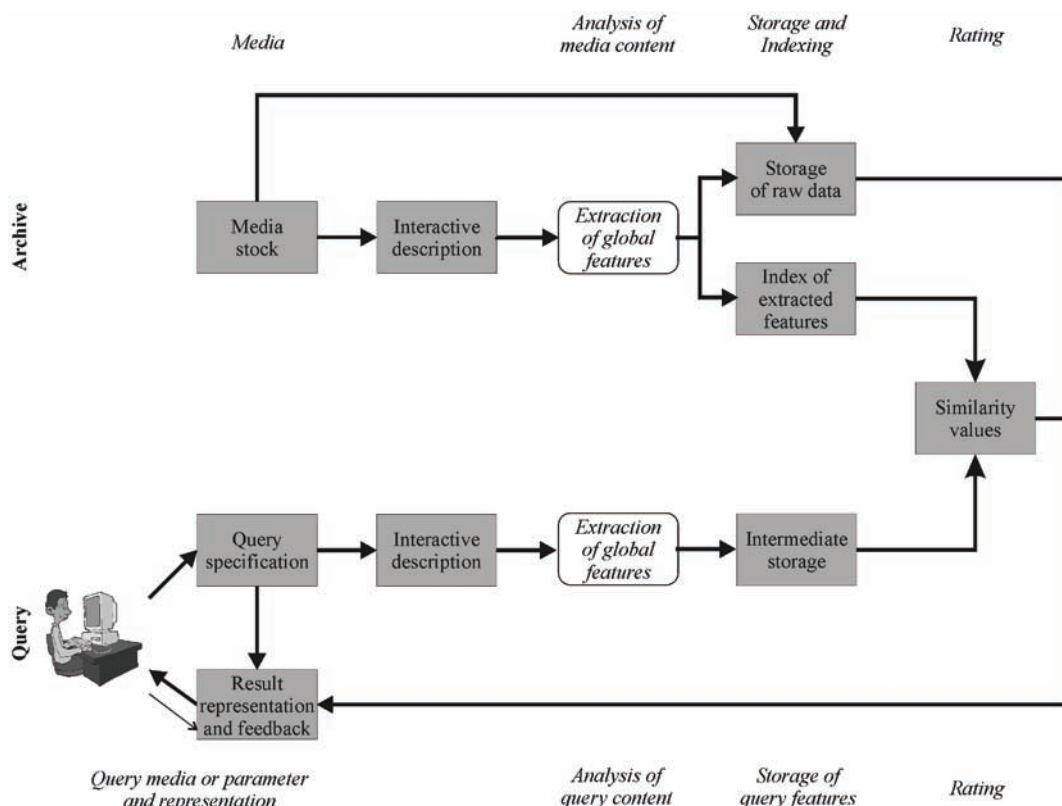 Media
Analysis of
media content
Storage and
Indexing
Rating
Archive
Media
stock
Interactive
description
Extraction
of global
features
Storage
of raw data
Index of
extracted
features
Similarity
values
Query
Query
specification
Interactive
description
Extraction
of global
features
Intermediate
storage
Result
representation
and feedback
Query media or parameter
and representation
Analysis of
query content
Storage of
query features
Rating